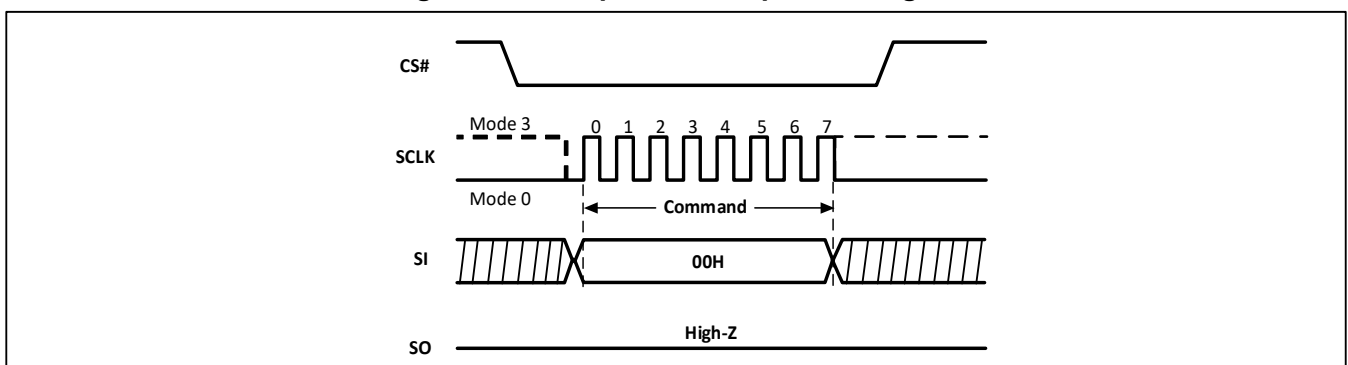 CS#
Mode 3
0 1 2 3 4 5 6 7
SCLK
Mode 0
Command
SI
00H
High-Z
SO